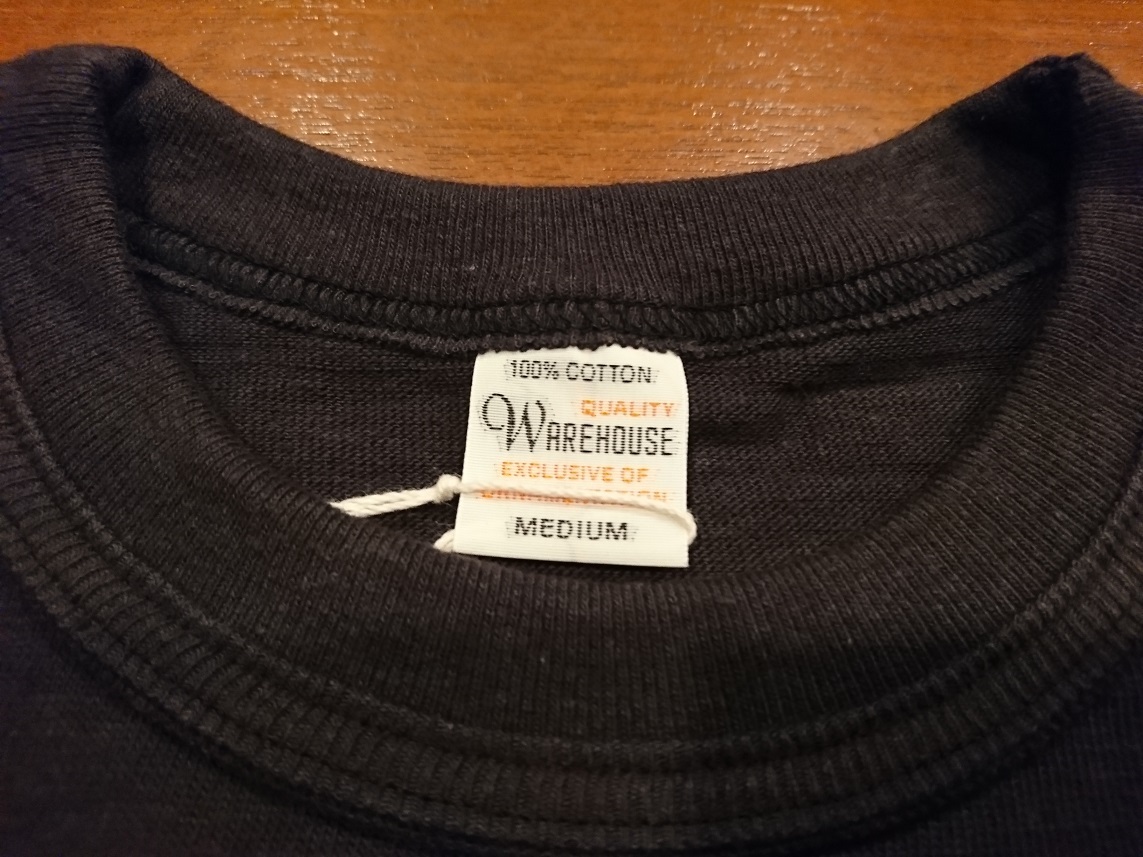 100% COTTON
QUALITY
WAREHOUSE
EXCLUSIVE OF
MEDIUM